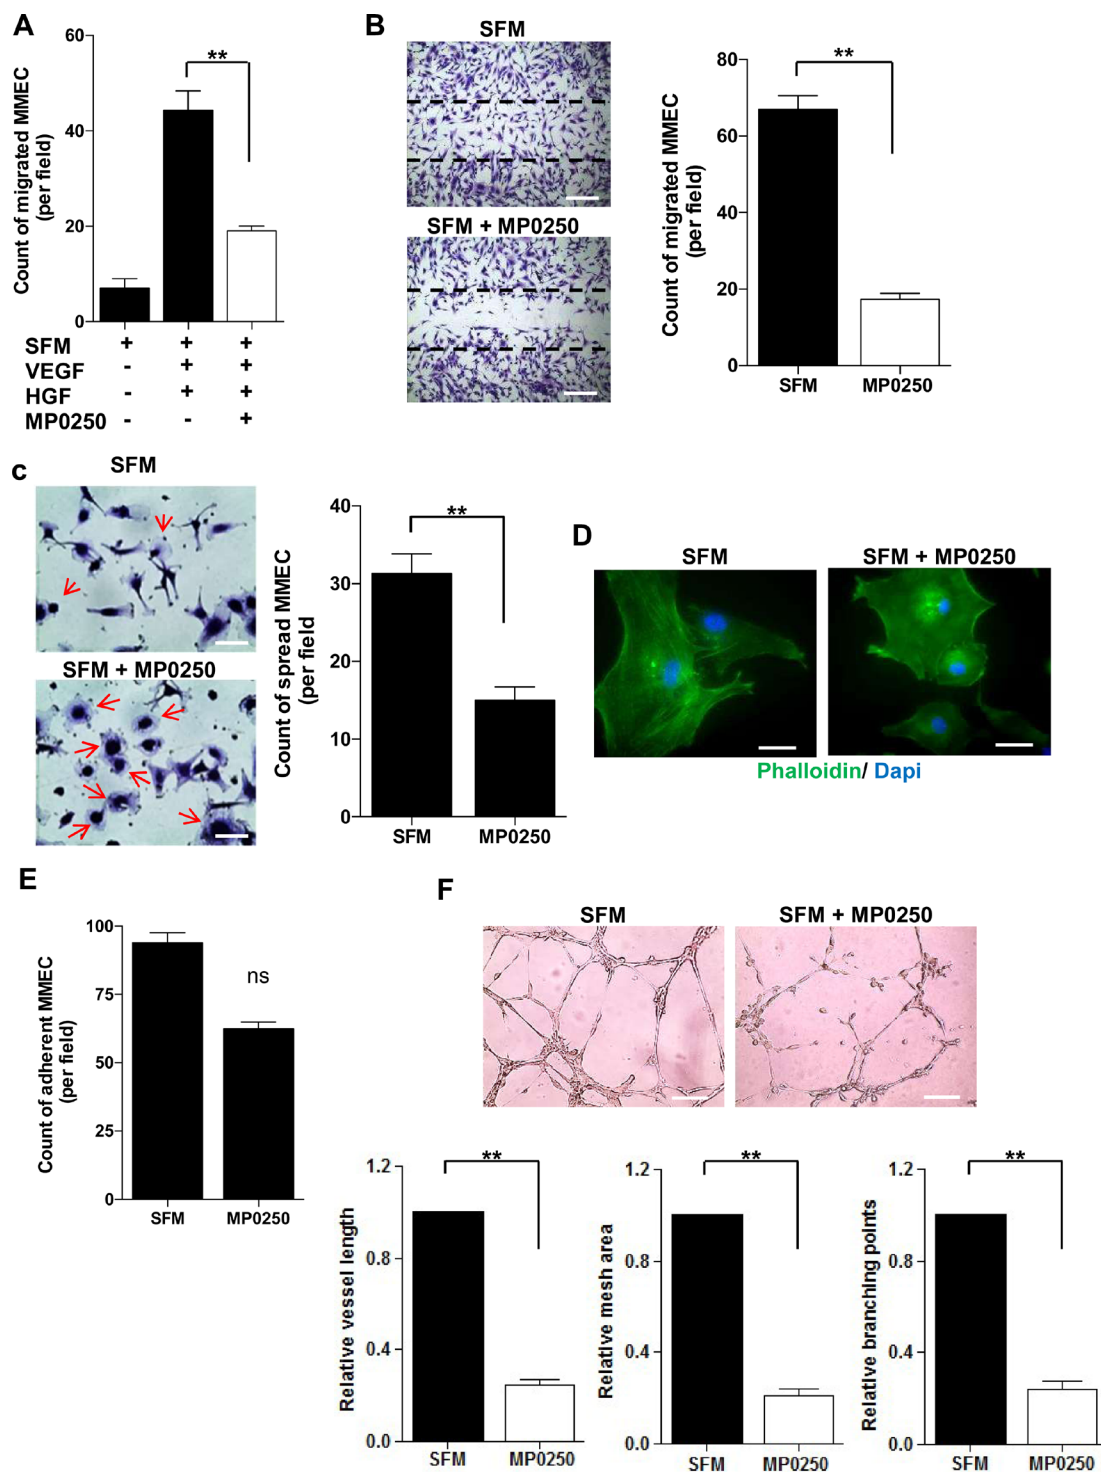 A
60
40
20
0
Count of migrated MMEC
(per field)
**
SFM + + +
VEGF - + +
HGF - + +
MP0250 - - +
B
SFM
SFM + MP0250
80
60
40
20
0
Count of migrated MMEC
(per field)
**
SFM MP0250
c
SFM
SFM + MP0250
40
30
20
10
0
Count of spread MMEC
(per field)
**
SFM MP0250
D
SFM SFM + MP0250
Phalloidin/ Dapi
E
100
75
50
25
0
Count of adherent MMEC
(per field)
ns
SFM MP0250
F
SFM SFM + MP0250
1.2
0.8
0.4
0.0
Relative vessel length
**
SFM MP0250
1.2
0.8
0.4
0.0
Relative mesh area
**
SFM MP0250
1.2
0.8
0.4
0.0
Relative branching points
**
SFM MP0250